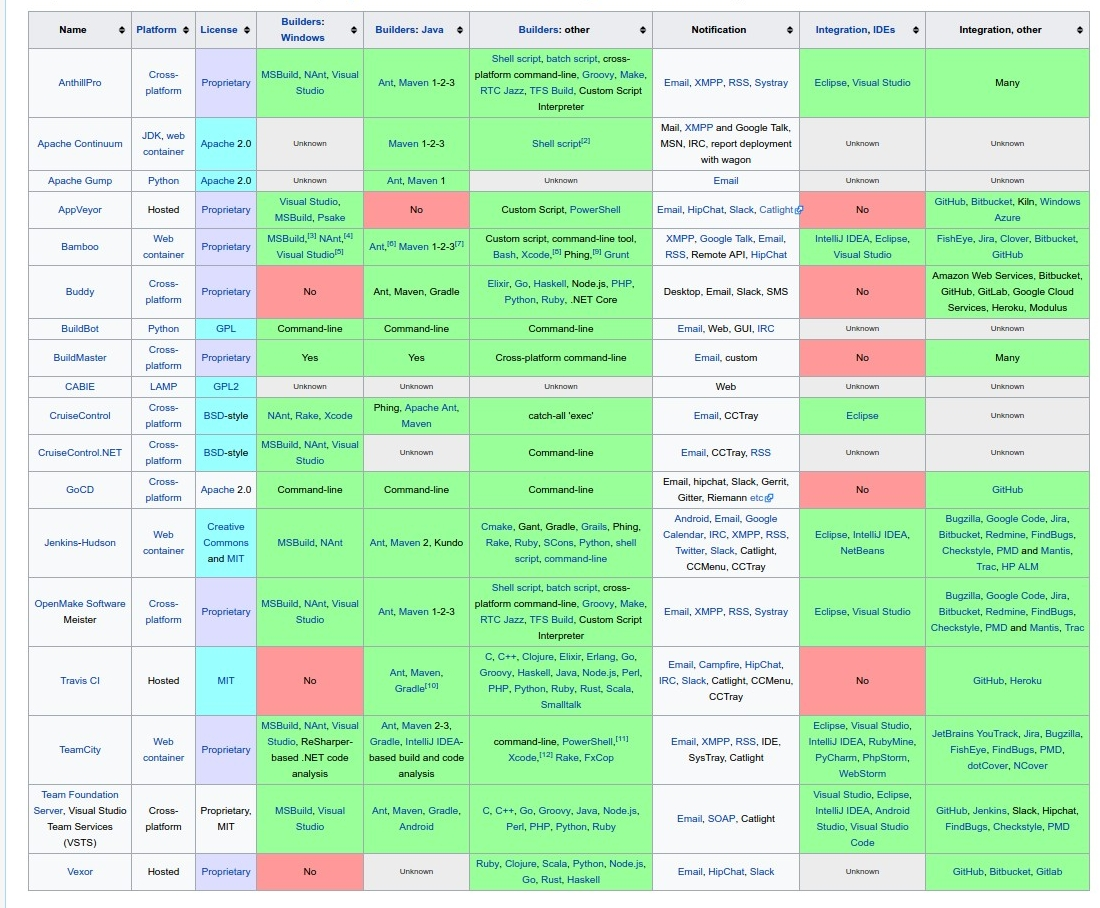 Name Platform License Builders: Windows Builders: Java Builders: other Notification Integration, IDEs Integration, other
AnthillPro Cross-platform Proprietary MSBuild, NAnt, Visual Studio Ant, Maven 1-2-3 Shell script, batch script, cross-platform command-line, Groovy, Make, RTC Jazz, TFS Build, Custom Script Interpreter Email, XMPP, RSS, Systray Eclipse, Visual Studio Many
Apache Continuum JDK, web container Apache 2.0 Unknown Maven 1-2-3 Shell script[2] Mail, XMPP and Google Talk, MSN, IRC, report deployment with wagon Unknown Unknown
Apache Gump Python Apache 2.0 Unknown Ant, Maven 1 Unknown Email Unknown Unknown
AppVeyor Hosted Proprietary Visual Studio, MSBuild, Psake No Custom Script, PowerShell Email, HipChat, Slack, Catlight No GitHub, Bitbucket, Kiln, Windows Azure
Bamboo Web container Proprietary MSBuild,[3] NAnt,[4] Visual Studio[5] Ant,[6] Maven 1-2-3[7] Custom script, command-line tool, Bash, Xcode,[8] Phing,[9] Grunt XMPP, Google Talk, Email, RSS, Remote API, HipChat IntelliJ IDEA, Eclipse, Visual Studio FishEye, Jira, Clover, Bitbucket, GitHub
Buddy Cross-platform Proprietary No Ant, Maven, Gradle Elixir, Go, Haskell, Node.js, PHP, Python, Ruby, .NET Core Desktop, Email, Slack, SMS No Amazon Web Services, Bitbucket, GitHub, GitLab, Google Cloud Services, Heroku, Modulus
BuildBot Python GPL Command-line Command-line Command-line Email, Web, GUI, IRC Unknown Unknown
BuildMaster Cross-platform Proprietary Yes Yes Cross-platform command-line Email, custom No Many
CABIE LAMP GPL2 Unknown Unknown Unknown Web Unknown Unknown
CruiseControl Cross-platform BSD-style NAnt, Rake, Xcode Phing, Apache Ant, Maven catch-all 'exec' Email, CCTray Eclipse Unknown
CruiseControl.NET Cross-platform BSD-style MSBuild, NAnt, Visual Studio Unknown Command-line Email, CCTray, RSS Unknown Unknown
GoCD Cross-platform Apache 2.0 Command-line Command-line Command-line Email, hipchat, Slack, Gerrit, Gitter, Riemann etc No GitHub
Jenkins-Hudson Web container Creative Commons and MIT MSBuild, NAnt Ant, Maven 2, Kundo Cmake, Gant, Gradle, Grails, Phing, Rake, Ruby, SCons, Python, shell script, command-line Android, Email, Google Calendar, IRC, XMPP, RSS, Twitter, Slack, Catlight, CCMenu, CCTray Eclipse, IntelliJ IDEA, NetBeans Bugzilla, Google Code, Jira, Bitbucket, Redmine, FindBugs, Checkstyle, PMD and Mantis, Trac, HP ALM
OpenMake Software Meister Cross-platform Proprietary MSBuild, NAnt, Visual Studio Ant, Maven 1-2-3 Shell script, batch script, cross-platform command-line, Groovy, Make, RTC Jazz, TFS Build, Custom Script Interpreter Email, XMPP, RSS, Systray Eclipse, Visual Studio Bugzilla, Google Code, Jira, Bitbucket, Redmine, FindBugs, Checkstyle, PMD and Mantis, Trac
Travis CI Hosted MIT No Ant, Maven, Gradle[10] C, C++, Clojure, Elixir, Erlang, Go, Groovy, Haskell, Java, Node.js, Perl, PHP, Python, Ruby, Rust, Scala, Smalltalk Email, Campfire, HipChat, IRC, Slack, Catlight, CCMenu, CCTray No GitHub, Heroku
TeamCity Web container Proprietary MSBuild, NAnt, Visual Studio, ReSharper-based .NET code analysis Ant, Maven 2-3, Gradle, IntelliJ IDEA-based build and code analysis command-line, PowerShell,[11] Xcode,[12] Rake, FxCop Email, XMPP, RSS, IDE, SysTray, Catlight Eclipse, Visual Studio, IntelliJ IDEA, RubyMine, PyCharm, PhpStorm, WebStorm JetBrains YouTrack, Jira, Bugzilla, FishEye, FindBugs, PMD, dotCover, NCover
Team Foundation Server, Visual Studio Team Services (VSTS) Cross-platform Proprietary, MIT MSBuild, Visual Studio Ant, Maven, Gradle, Android C, C++, Go, Groovy, Java, Node.js, Perl, PHP, Python, Ruby Email, SOAP, Catlight Visual Studio, Eclipse, IntelliJ IDEA, Android Studio, Visual Studio Code GitHub, Jenkins, Slack, Hipchat, FindBugs, Checkstyle, PMD
Vexor Hosted Proprietary No Unknown Ruby, Clojure, Scala, Python, Node.js, Go, Rust, Haskell Email, HipChat, Slack Unknown GitHub, Bitbucket, Gitlab